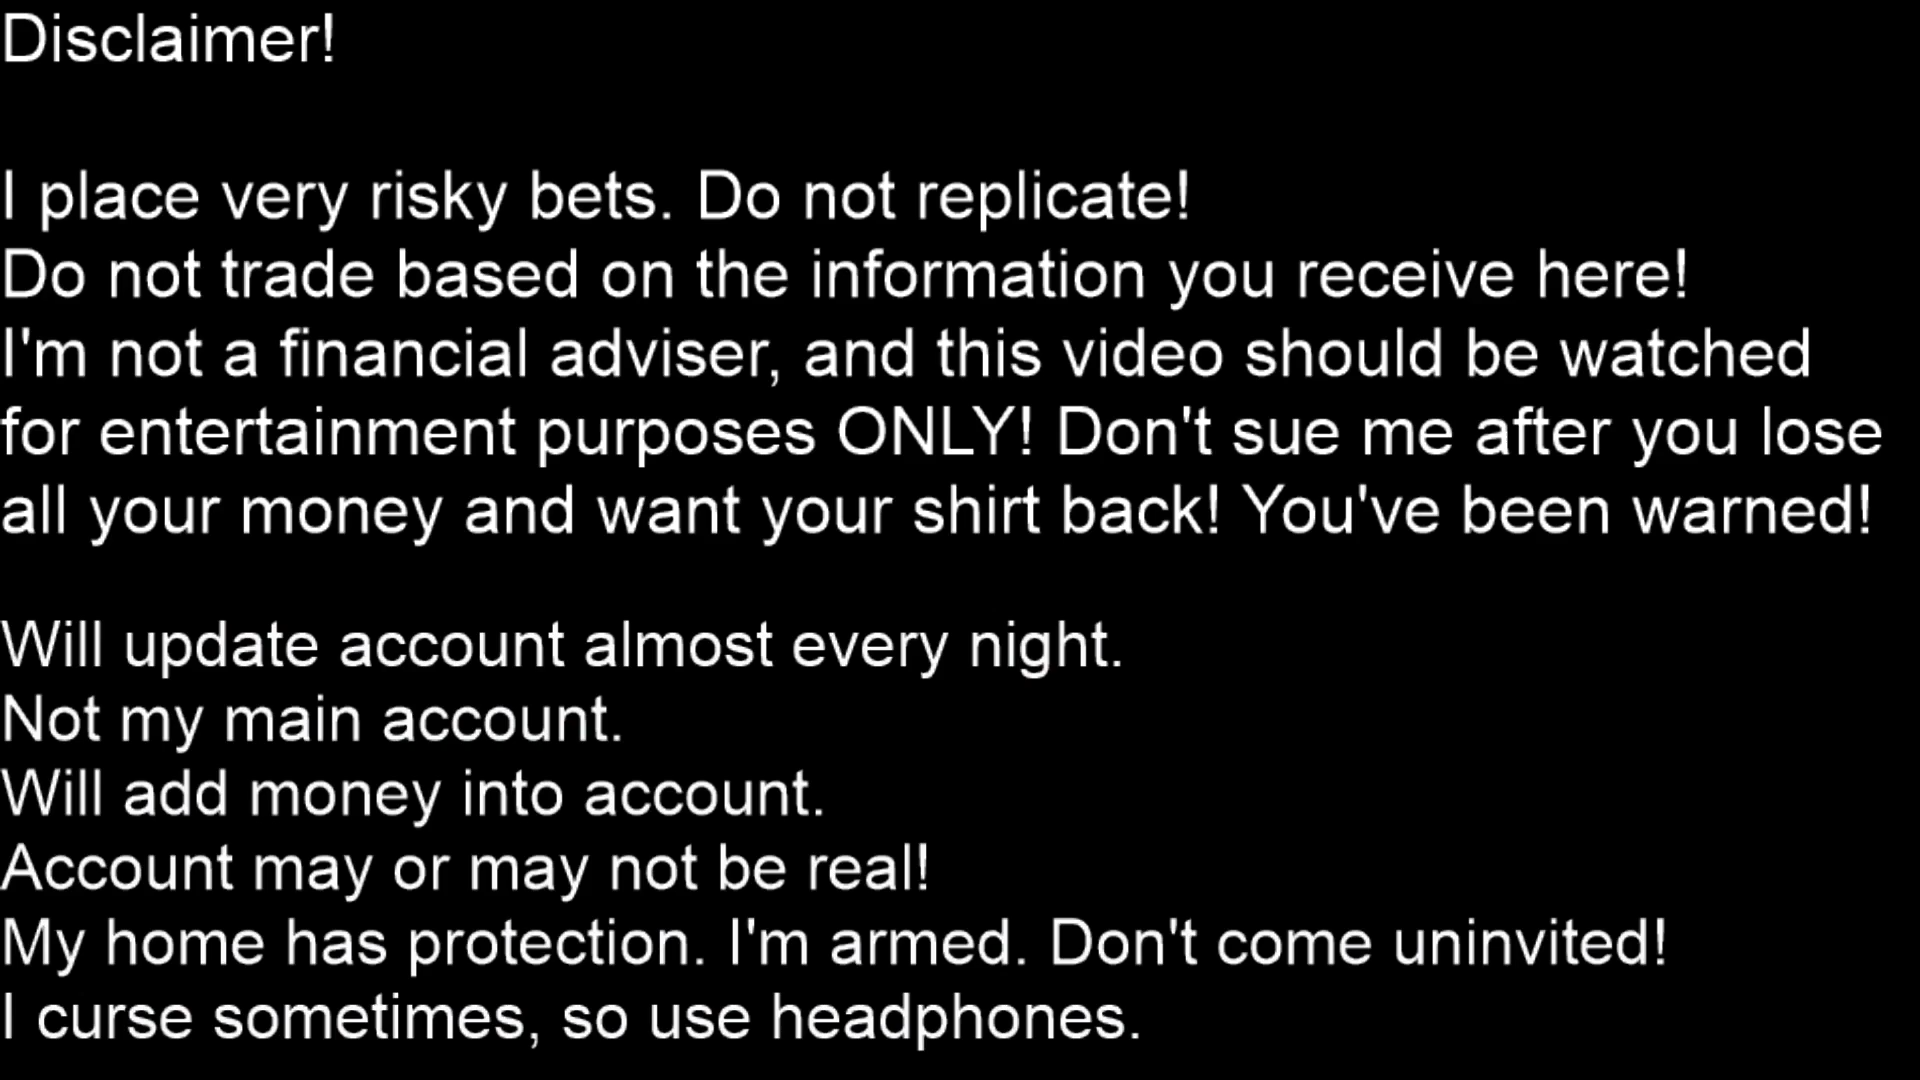 Disclaimer!
I place very risky bets. Do not replicate!
Do not trade based on the information you receive here!
I'm not a financial adviser, and this video should be watched
for entertainment purposes ONLY! Don't sue me after you lose
all your money and want your shirt back! You've been warned!
Will update account almost every night.
Not my main account.
Will add money into account.
Account may or may not be real!
My home has protection. I'm armed. Don't come uninvited!
I curse sometimes, so use headphones.